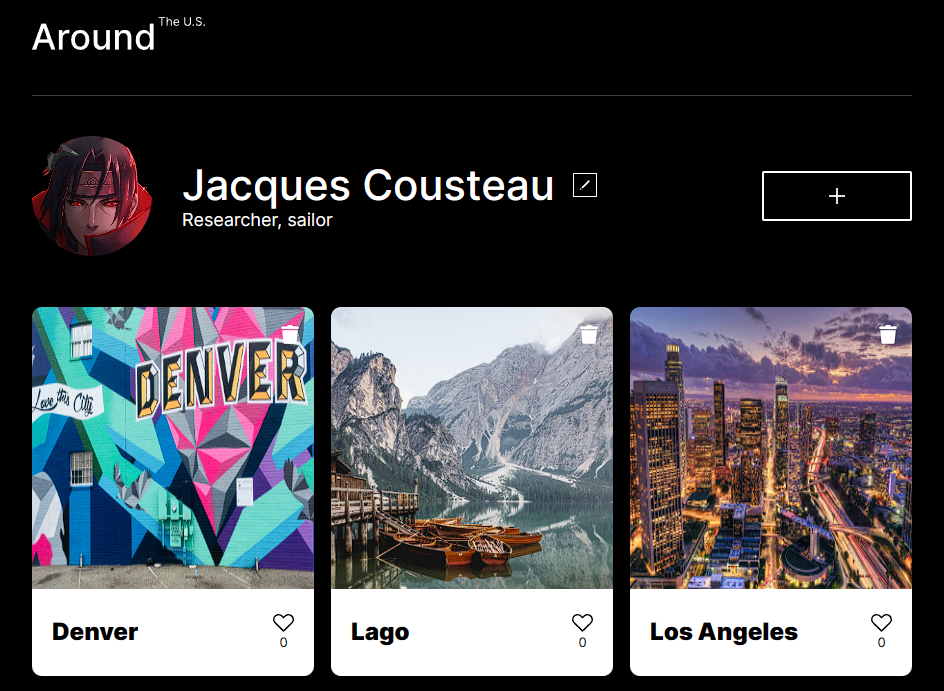 Around The U.S.
Jacques Cousteau
Researcher, sailor
+
DENVER
Love this City
Denver
0
Lago
0
Los Angeles
0